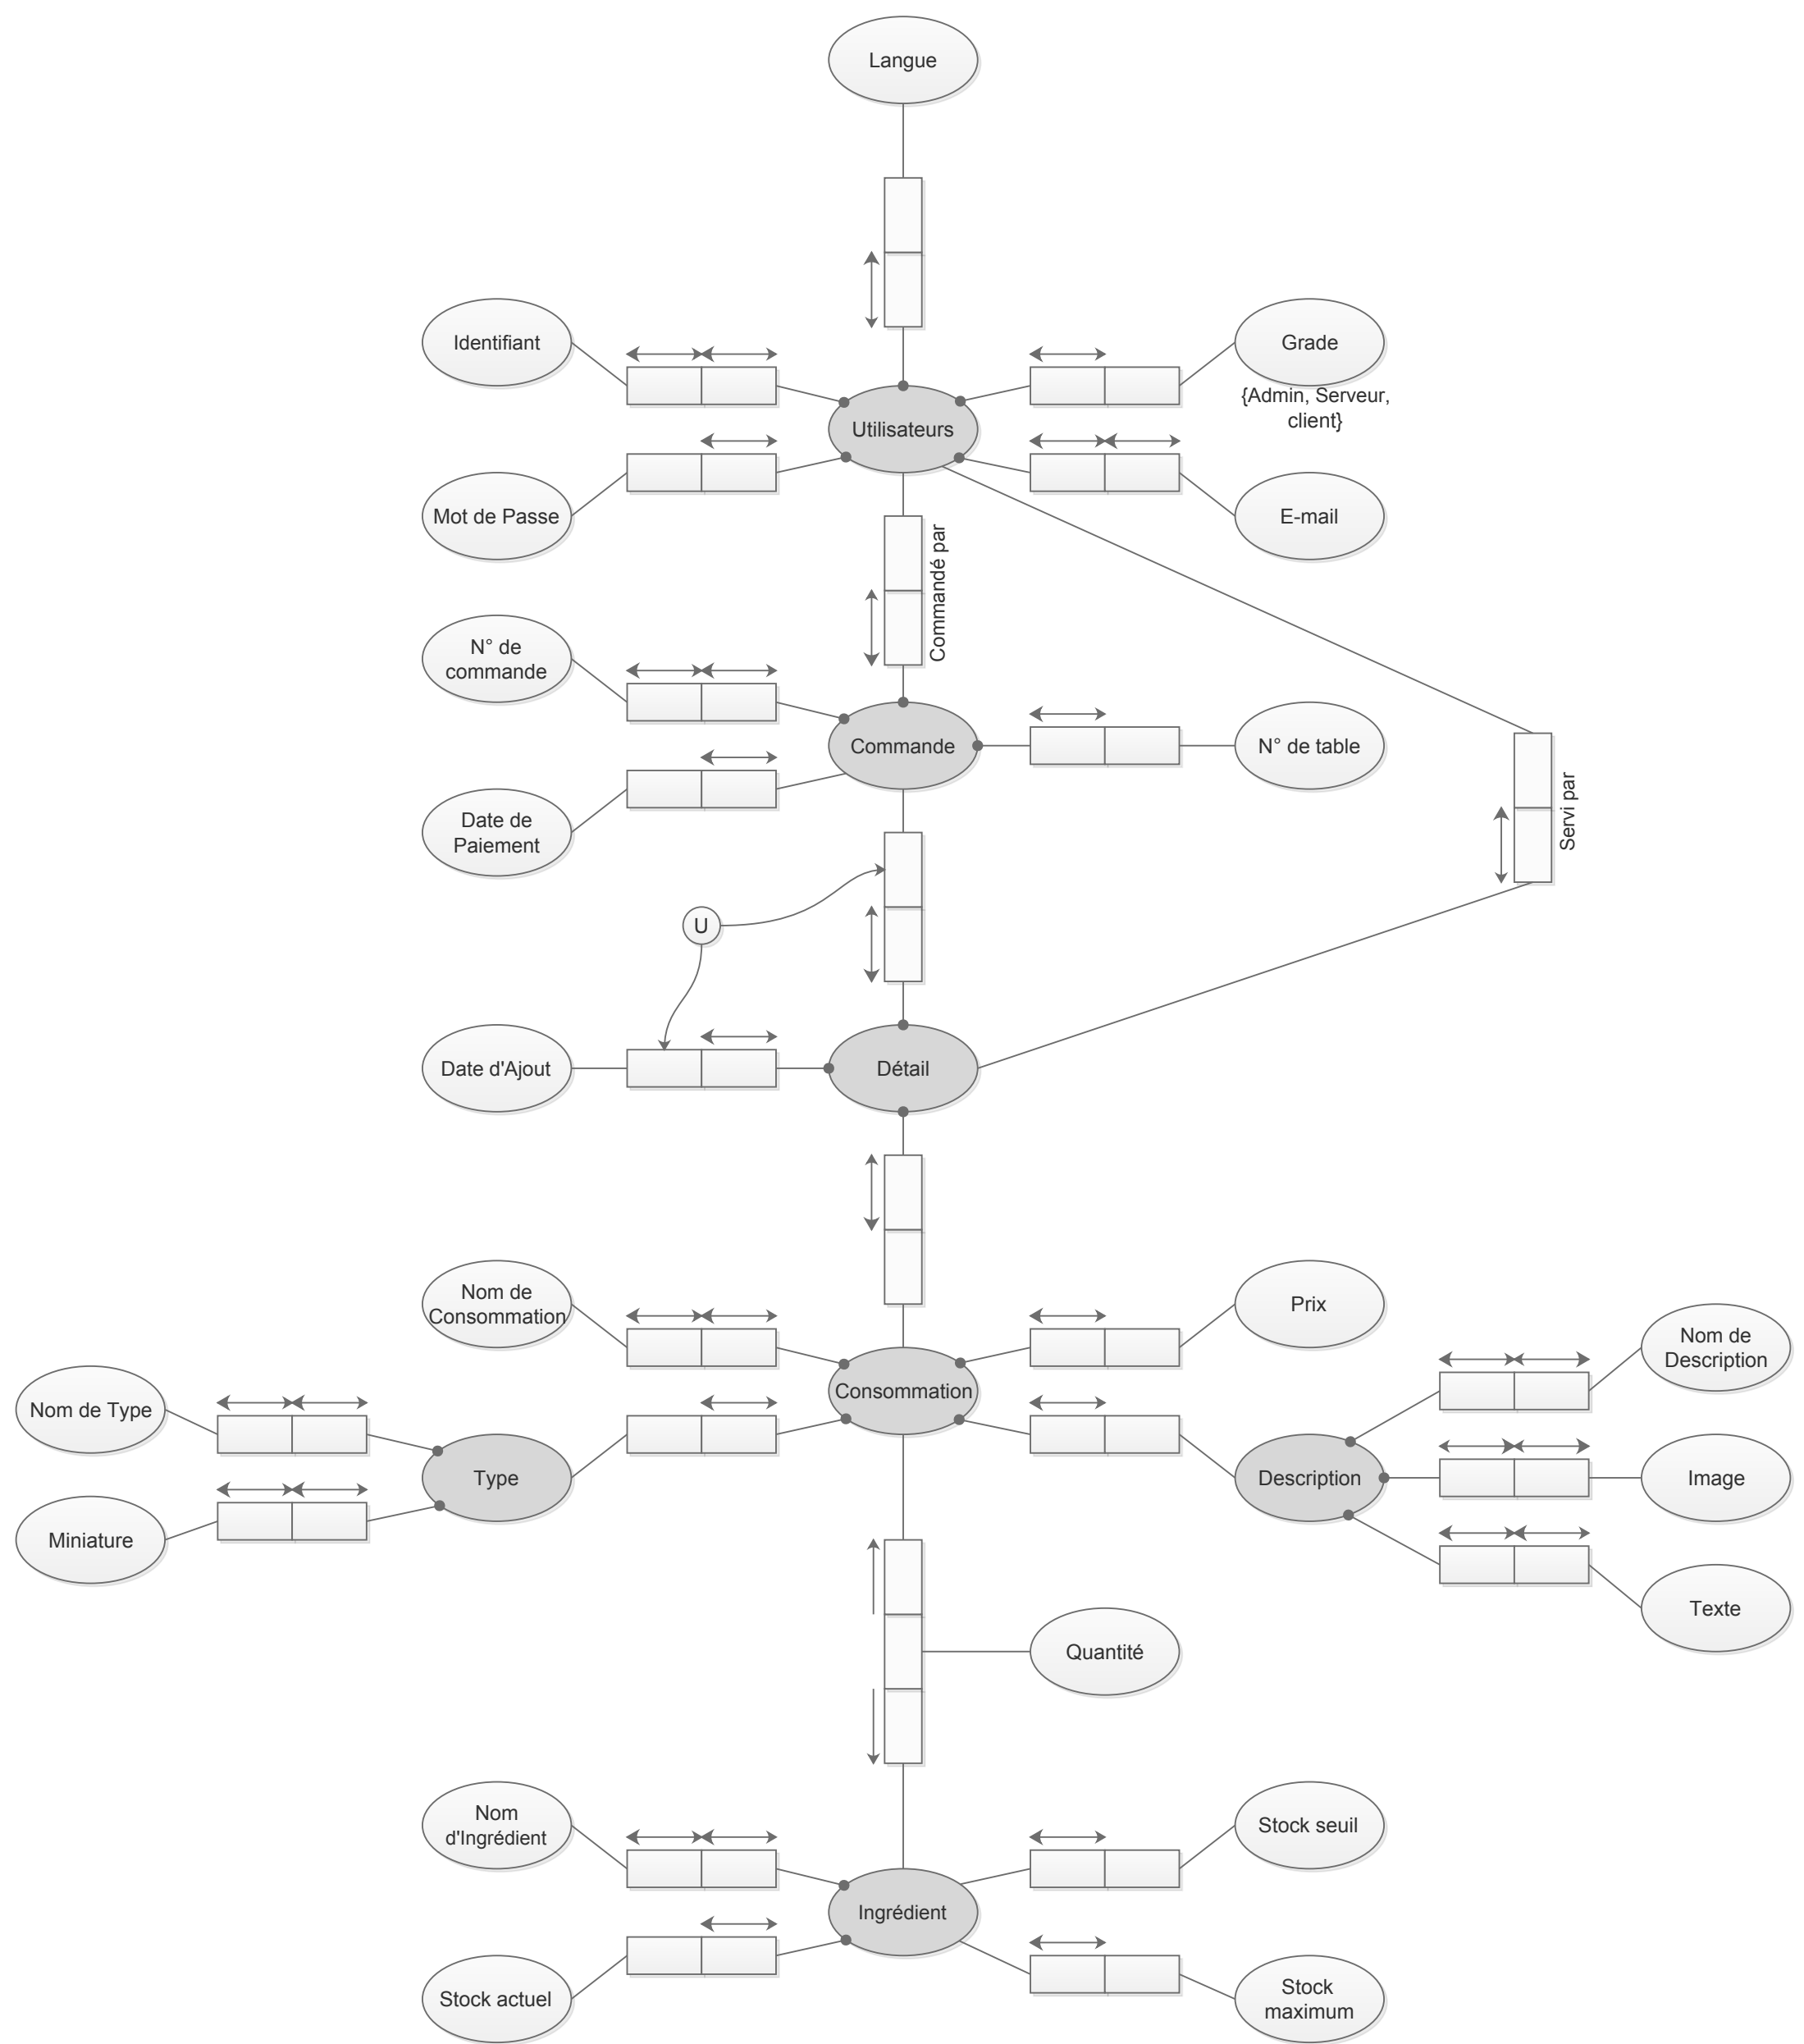 Langue
Identifiant
Grade
{Admin, Serveur,
client}
Utilisateurs
Mot de Passe
E-mail
Commandé par
N° de
commande
Commande
N° de table
Date de
Paiement
Servi par
U
Date d'Ajout
Détail
Nom de
Consommation
Prix
Nom de
Description
Consommation
Nom de Type
Type
Description
Image
Miniature
Texte
Quantité
Nom
d'Ingrédient
Stock seuil
Ingrédient
Stock actuel
Stock
maximum